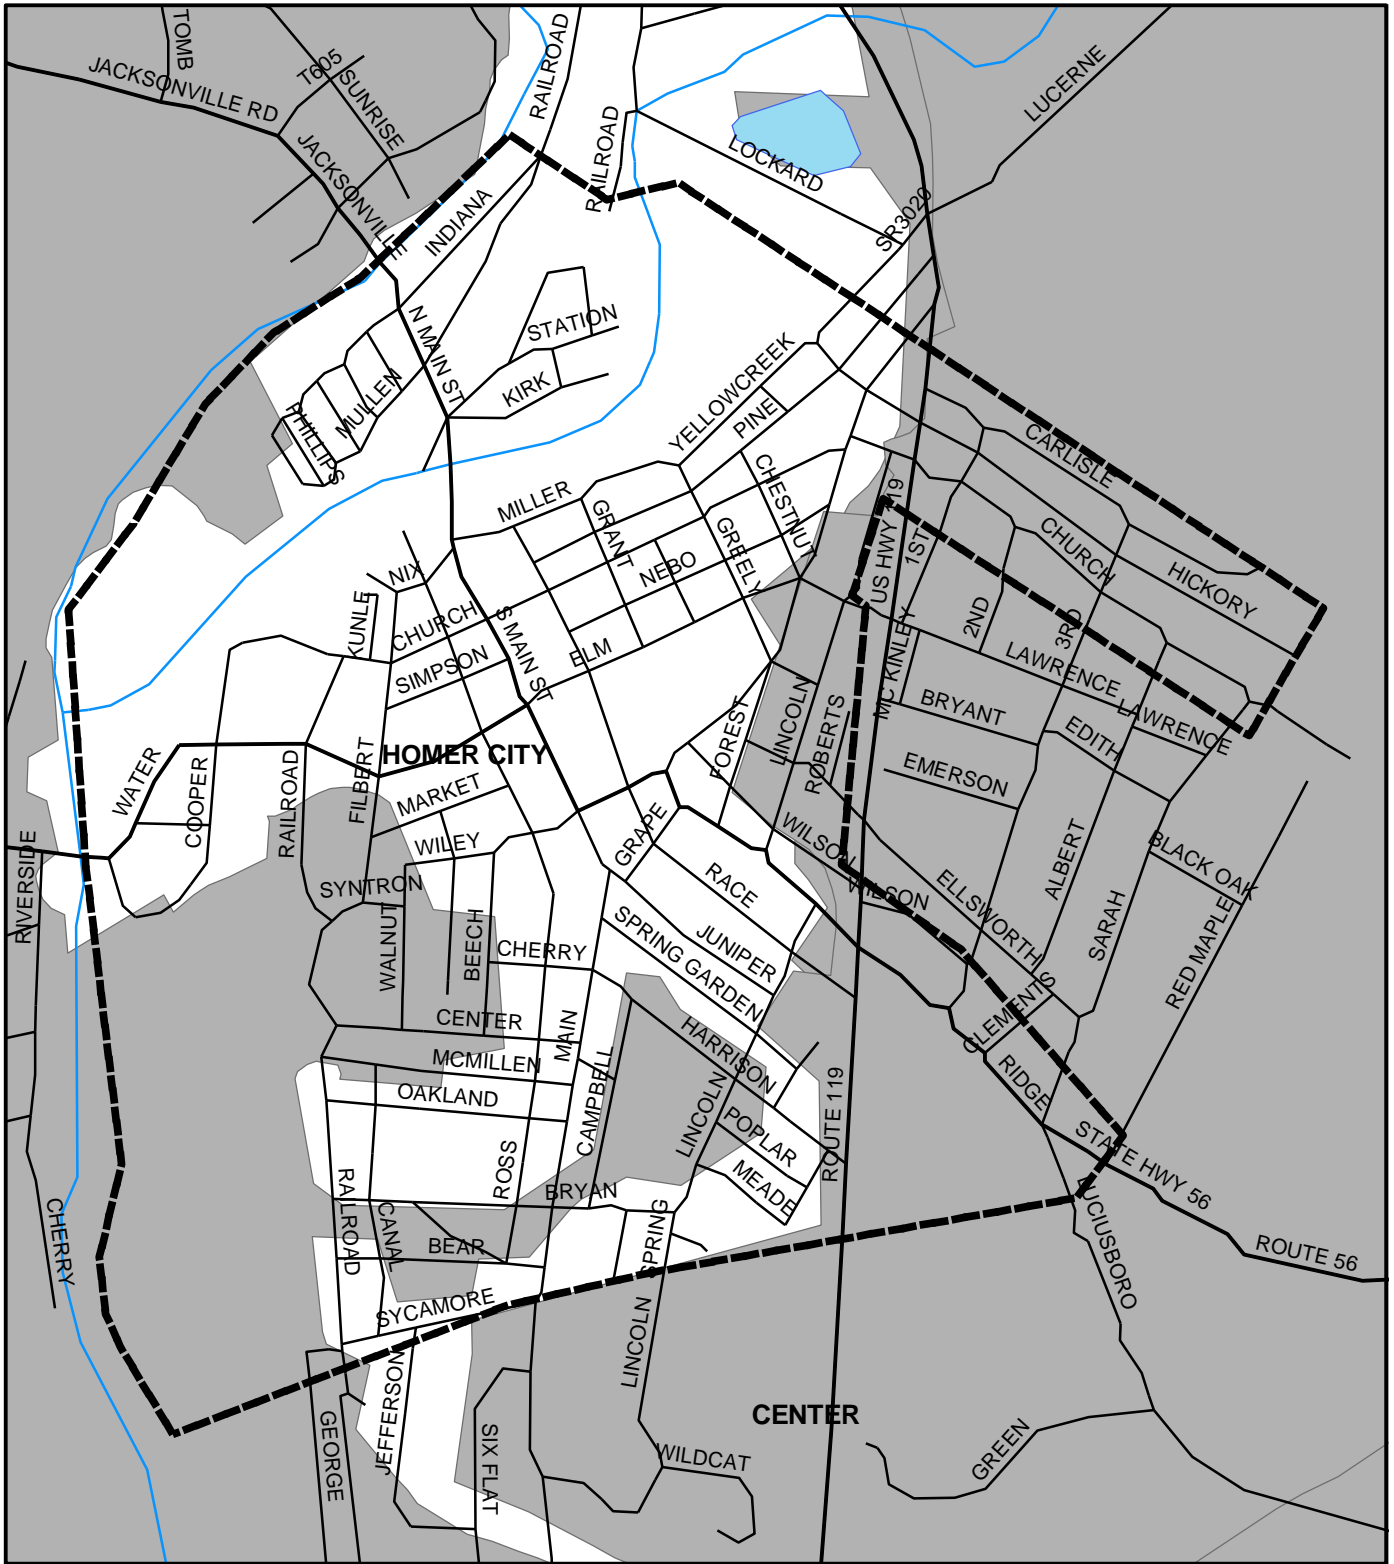 TOMB
RAILROAD
JACKSONVILLE RD
T605
SUNRISE
LUCERNE
RAILROAD
LOCKARD
JACKSONVILLE
INDIANA
SR3020
N MAIN ST
STATION
KIRK
YELLOWCREEK
PINE
MULLEN
PHILLIPS
CARLISLE
CHESTNUT
MILLER
GRANT
GREELY
NEBO
US HWY 119
1ST
CHURCH
HICKORY
NIX
KUNLE
CHURCH
SIMPSON
S MAIN ST
ELM
2ND
3RD
MC KINLEY
LAWRENCE
LAWRENCE
BRYANT
EDITH
EMERSON
FOREST
LINCOLN
ROBERTS
HOMER CITY
WATER
COOPER
RAILROAD
FILBERT
MARKET
WILEY
GRAPE
WILSON
WILSON
RACE
ELLSWORTH
ALBERT
SARAH
BLACK OAK
RED MAPLE
RIVERSIDE
SYNTRON
WALNUT
BEECH
CHERRY
SPRING GARDEN
JUNIPER
CLEMENTS
CENTER
MAIN
MCMILLEN
OAKLAND
CAMPBELL
HARRISON
LINCOLN
POPLAR
MEADE
ROUTE 119
RIDGE
STATE HWY 56
ROSS
BRYAN
RAILROAD
CANAL
BEAR
SPRING
LUCIUSBORO
ROUTE 56
CHERRY
SYCAMORE
LINCOLN
JEFFERSON
GEORGE
SIX FLAT
CENTER
WILDCAT
GREEN